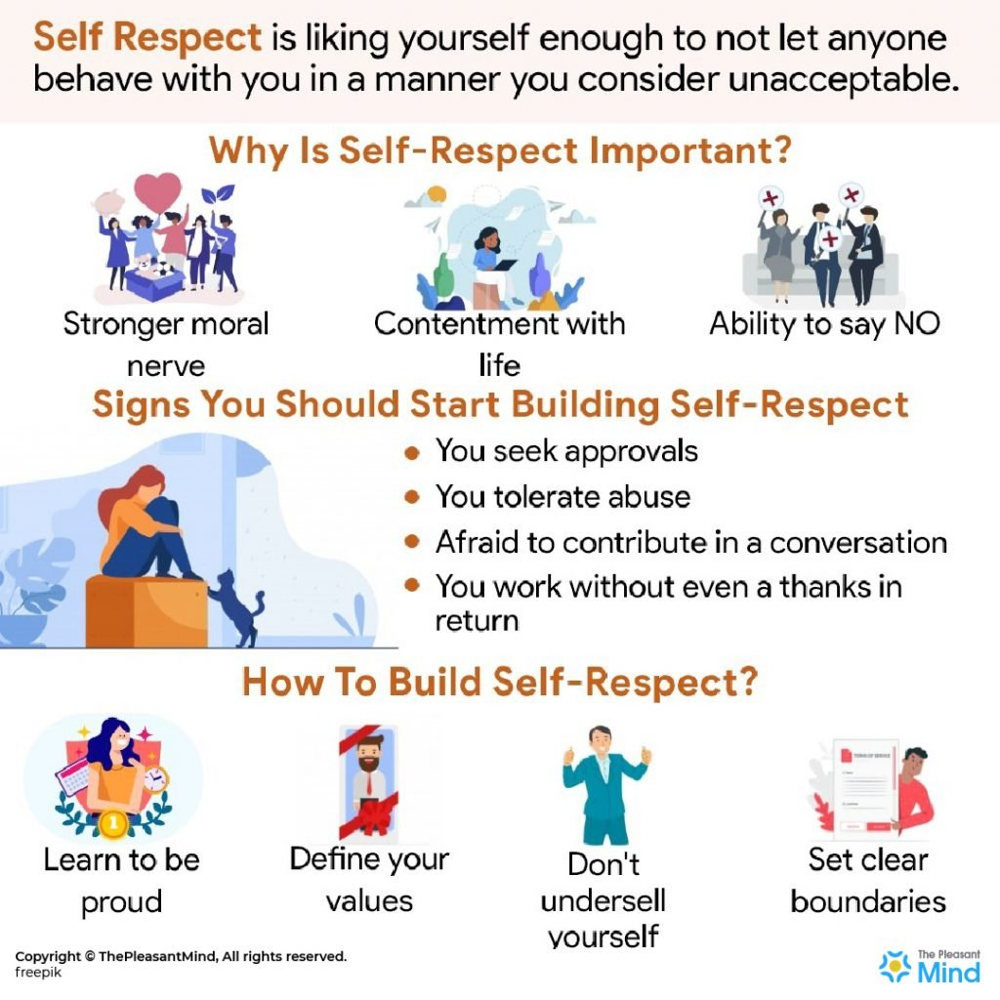 Self Respect is liking yourself enough to not let anyone
behave with you in a manner you consider unacceptable.
Why Is Self-Respect Important?
Stronger moral
nerve
Contentment with
life
Ability to say NO
Signs You Should Start Building Self-Respect
You seek approvals
You tolerate abuse
Afraid to contribute in a conversation
You work without even a thanks in
return
How To Build Self-Respect?
1
TERMS OF SERVICE
Learn to be
proud
Define your
values
Don't
undersell
yourself
Set clear
boundaries
Copyright © ThePleasantMind, All rights reserved.
freepik
The Pleasant
Mind